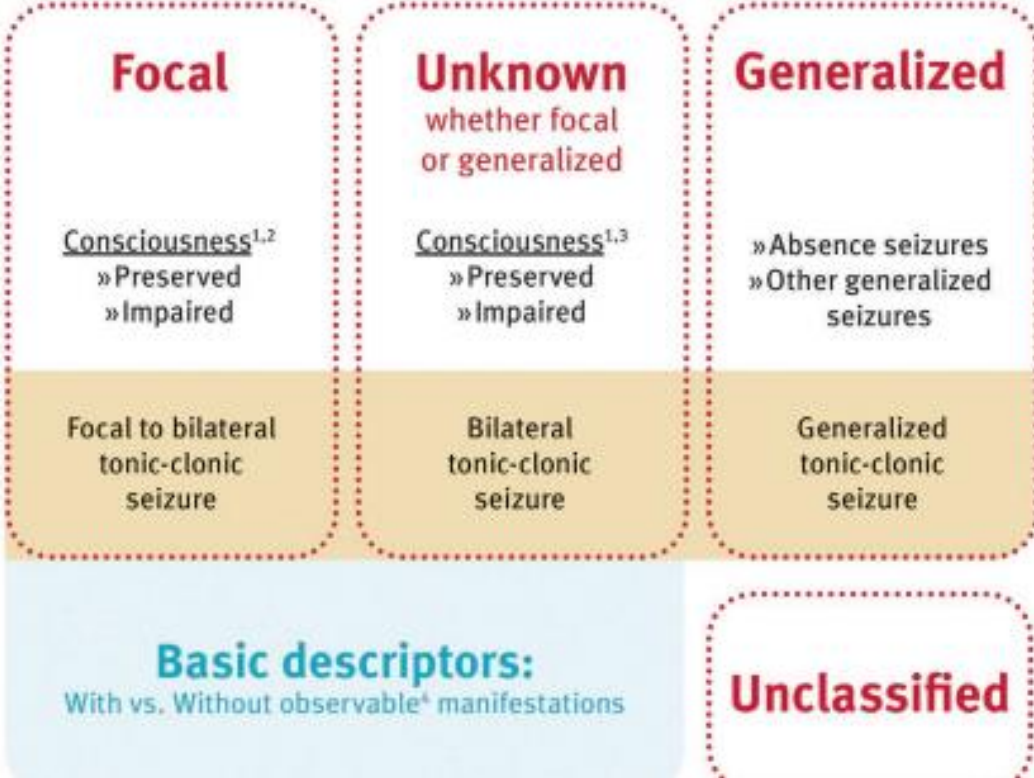 Focal
Consciousness¹,²
»Preserved
»Impaired
Focal to bilateral
tonic-clonic
seizure
Unknown
whether focal
or generalized
Consciousness¹,³
»Preserved
»Impaired
Bilateral
tonic-clonic
seizure
Generalized
»Absence seizures
»Other generalized
seizures
Generalized
tonic-clonic
seizure
Basic descriptors:
With vs. Without observable⁴ manifestations
Unclassified